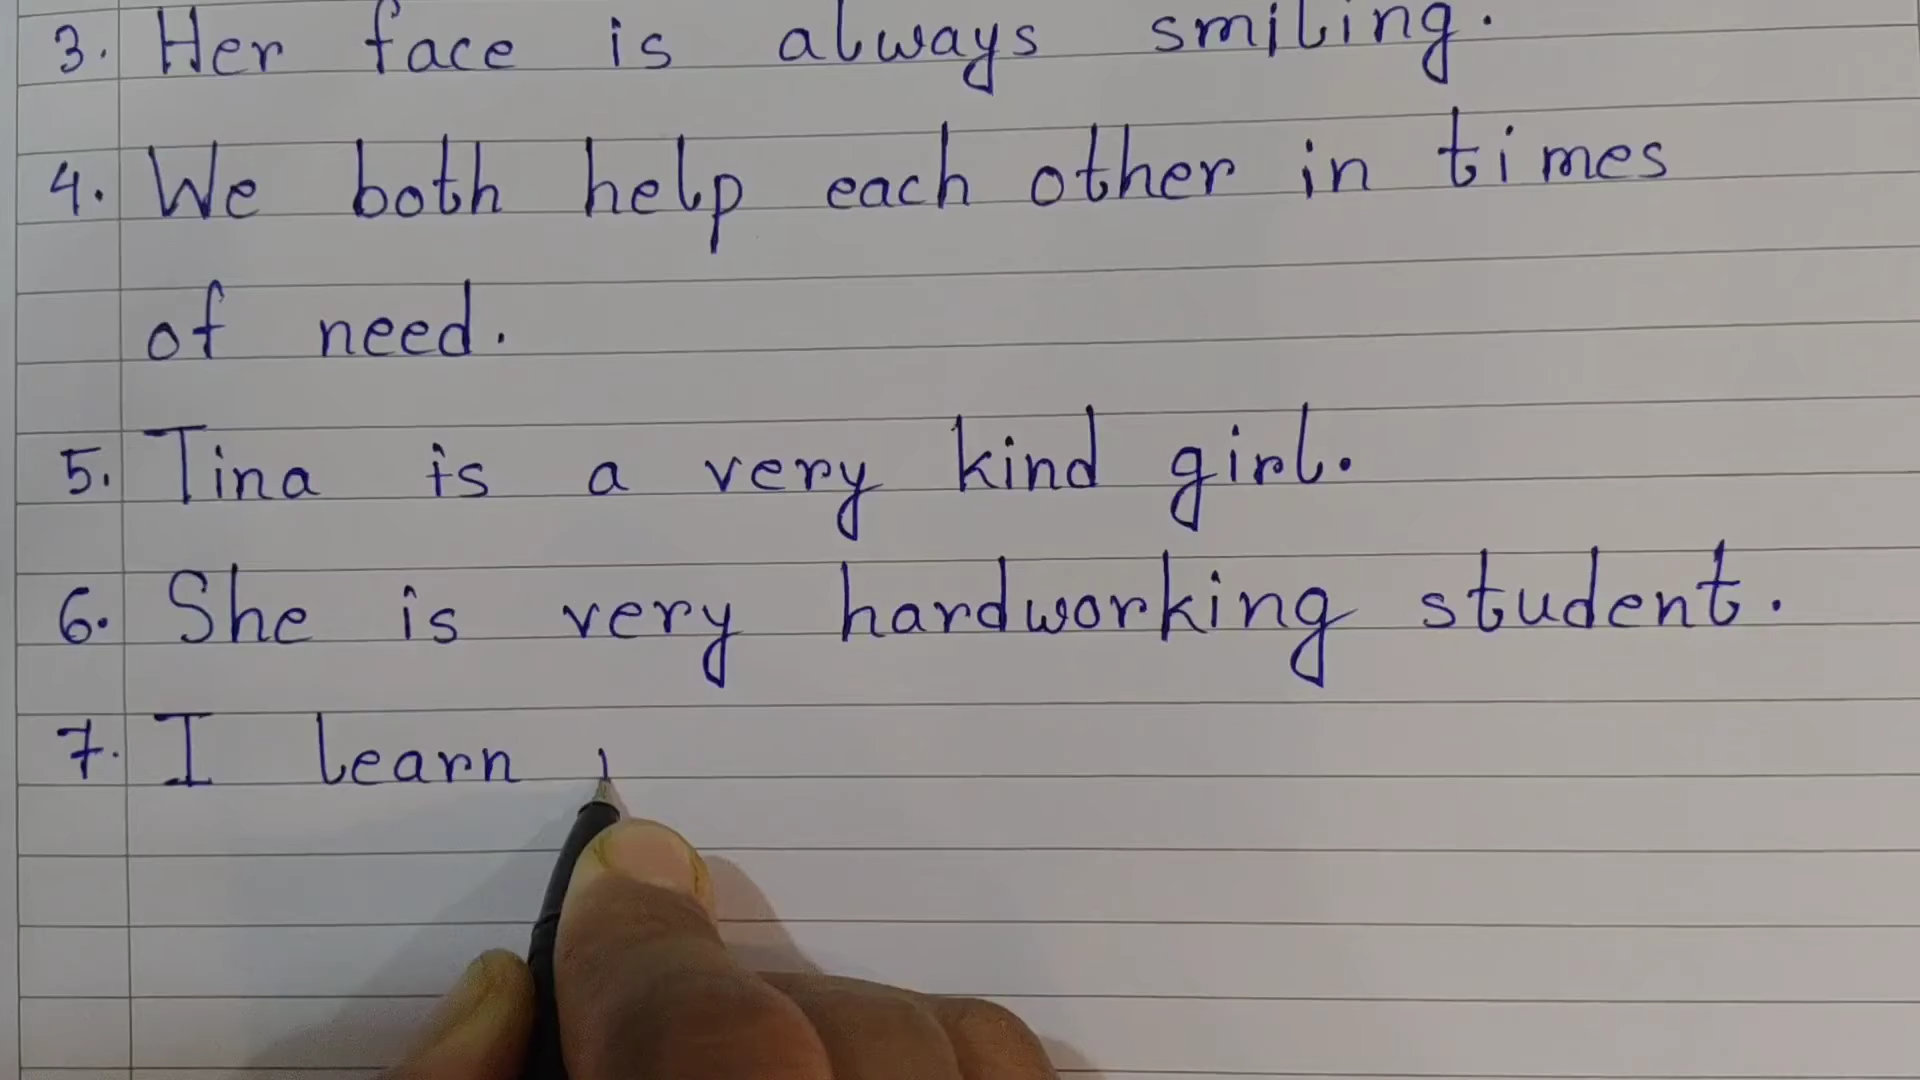 3. Her face is always smiling.
4. We both help each other in times
of need.
5. Tina is a very kind girl.
6. She is very hardworking student.
7. I learn